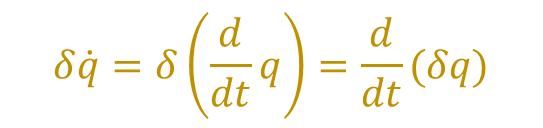 δq̇ = δ(d/dt q) = d/dt (δq)